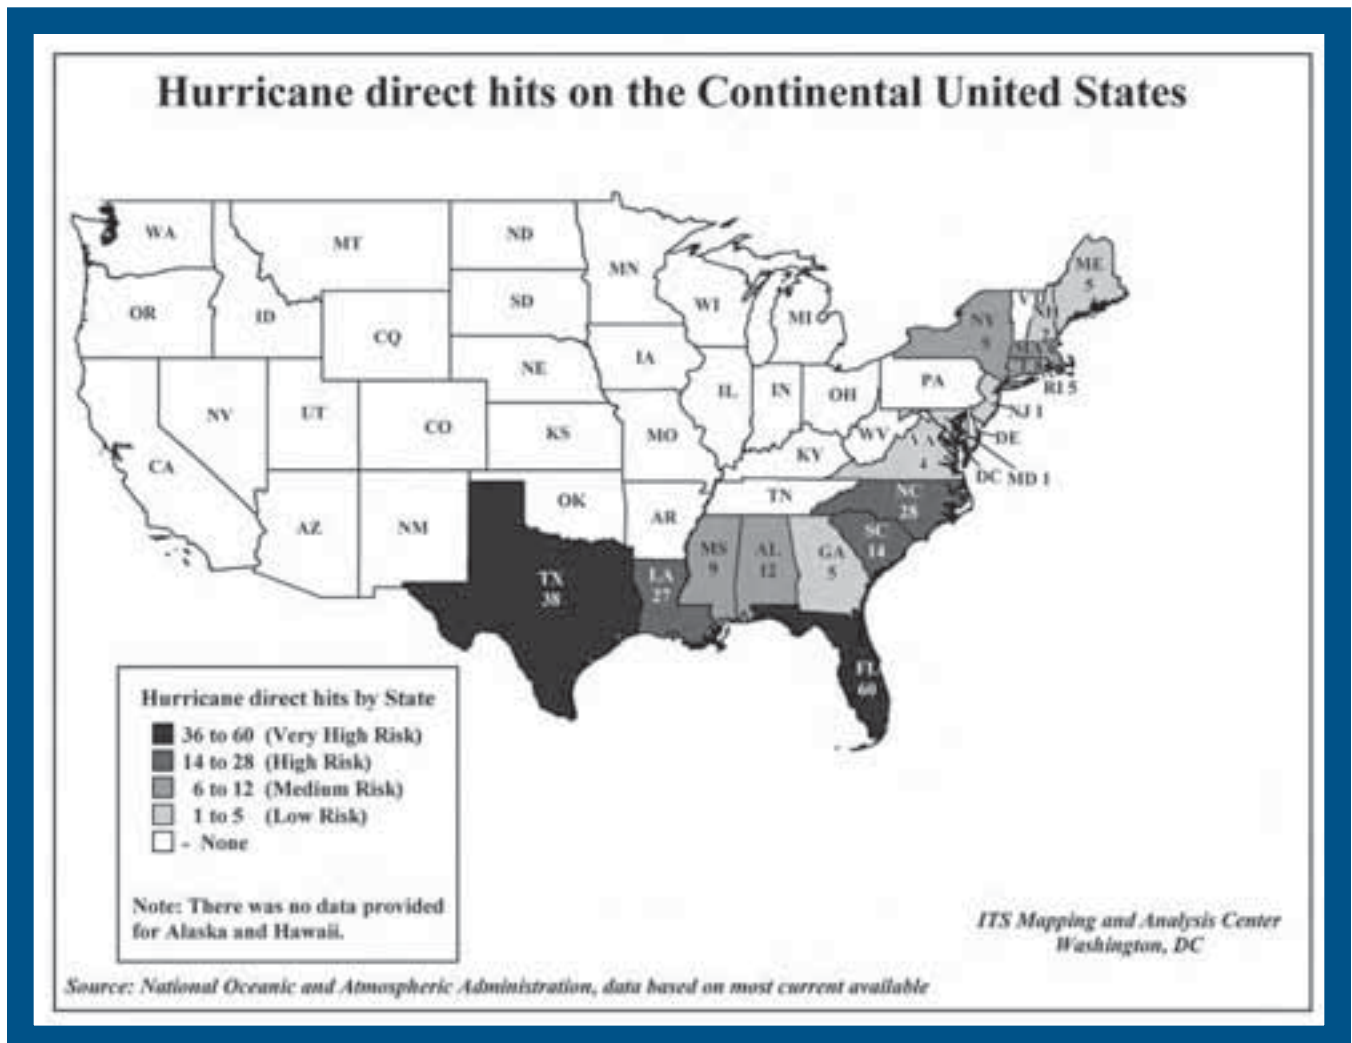 Hurricane direct hits on the Continental United States
WA
MT
ND
MN
ME
5
OR
ID
SD
WI
MI
NY
CQ
IA
NE
PA
RI 5
NV
UT
IL
IN
OH
NJ 1
CO
KS
MO
WV
VA
4
DE
CA
KY
DC
MD 1
OK
TN
NC
28
AZ
NM
AR
SC
14
MS
9
AL
12
GA
5
TX
38
LA
27
FL
60
Hurricane direct hits by State
36 to 60 (Very High Risk)
14 to 28 (High Risk)
6 to 12 (Medium Risk)
1 to 5 (Low Risk)
- None
Note: There was no data provided
for Alaska and Hawaii.
ITS Mapping and Analysis Center
Washington, DC
Source: National Oceanic and Atmospheric Administration, data based on most current available